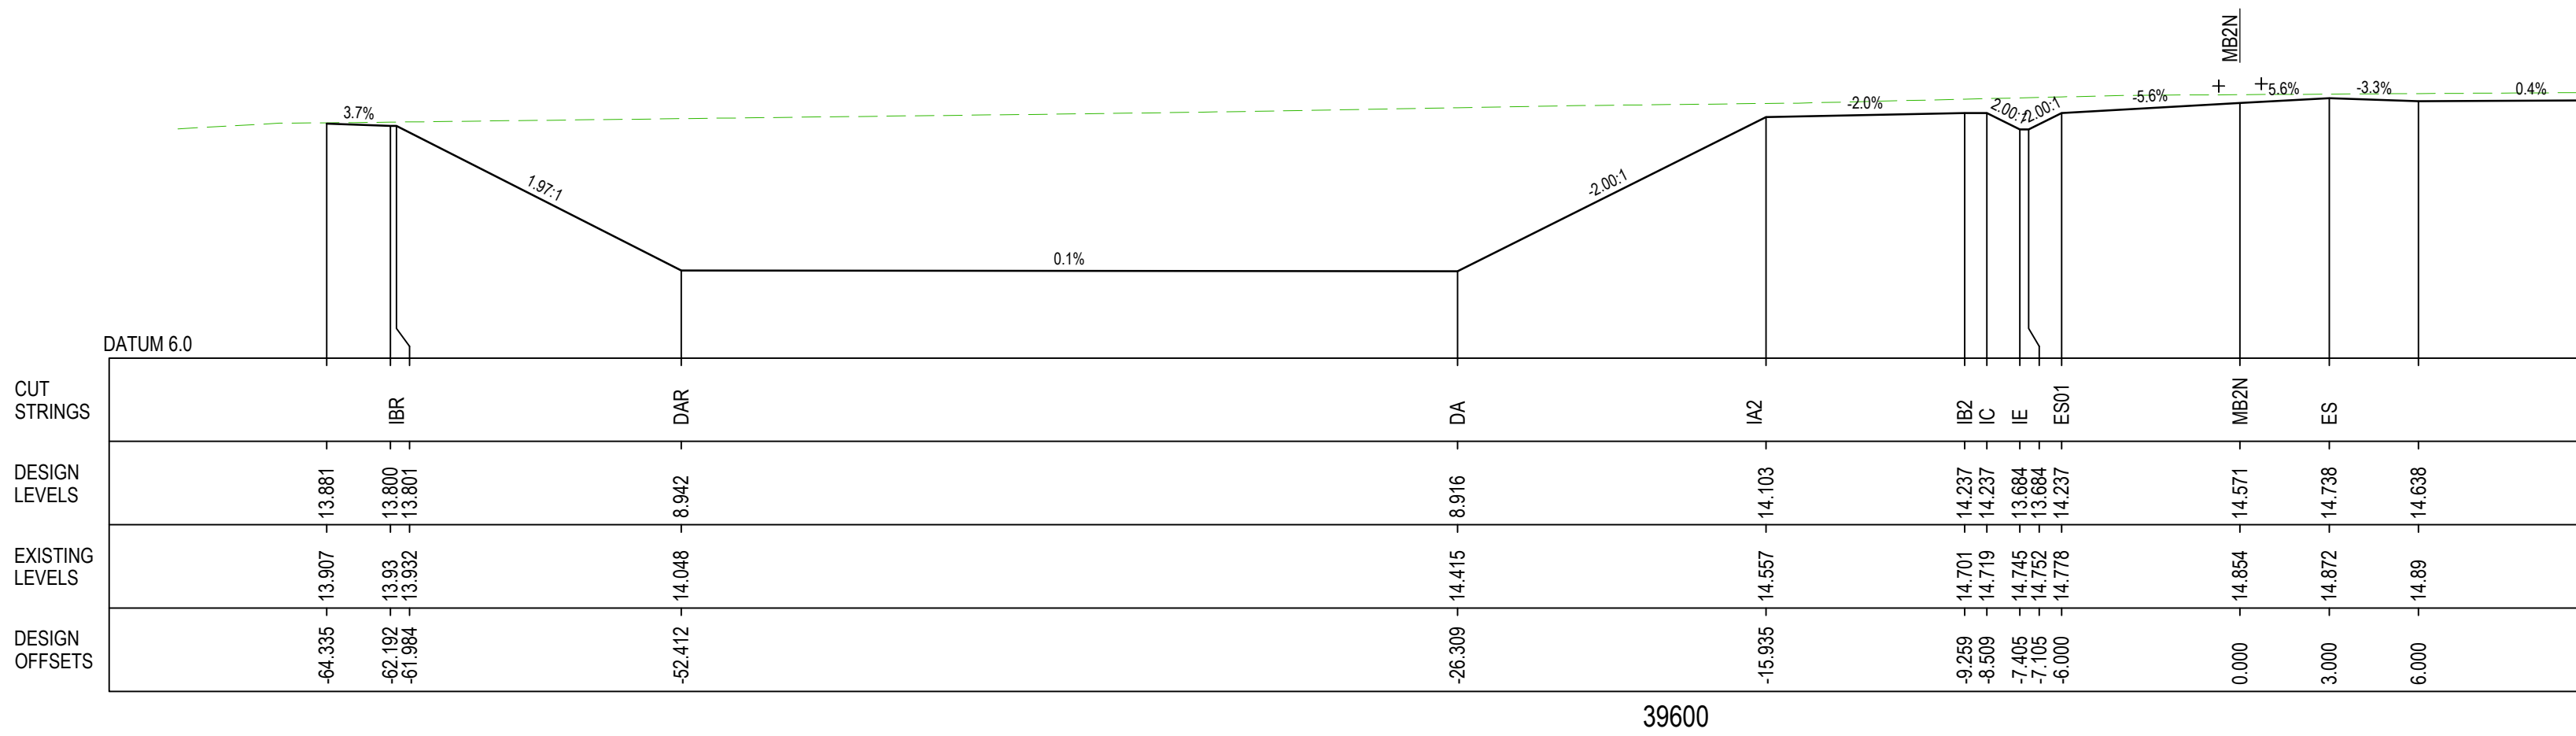 MB2N
3.7%
1.97:1
0.1%
-2.00:1
-2.0%
2.00:1
-2.00:1
-5.6%
5.6%
-3.3%
0.4%
DATUM 6.0
CUT
STRINGS
IBR
DAR
DA
IA2
IB2
IC
IE
ES01
MB2N
ES
DESIGN
LEVELS
13.881
13.800
13.801
8.942
8.916
14.103
14.237
14.237
13.684
13.684
14.237
14.571
14.738
14.638
EXISTING
LEVELS
13.907
13.93
13.932
14.048
14.415
14.557
14.701
14.719
14.745
14.752
14.778
14.854
14.872
14.89
DESIGN
OFFSETS
-64.335
-62.192
-61.984
-52.412
-26.309
-15.935
-9.259
-8.509
-7.405
-7.105
-6.000
0.000
3.000
6.000
39600